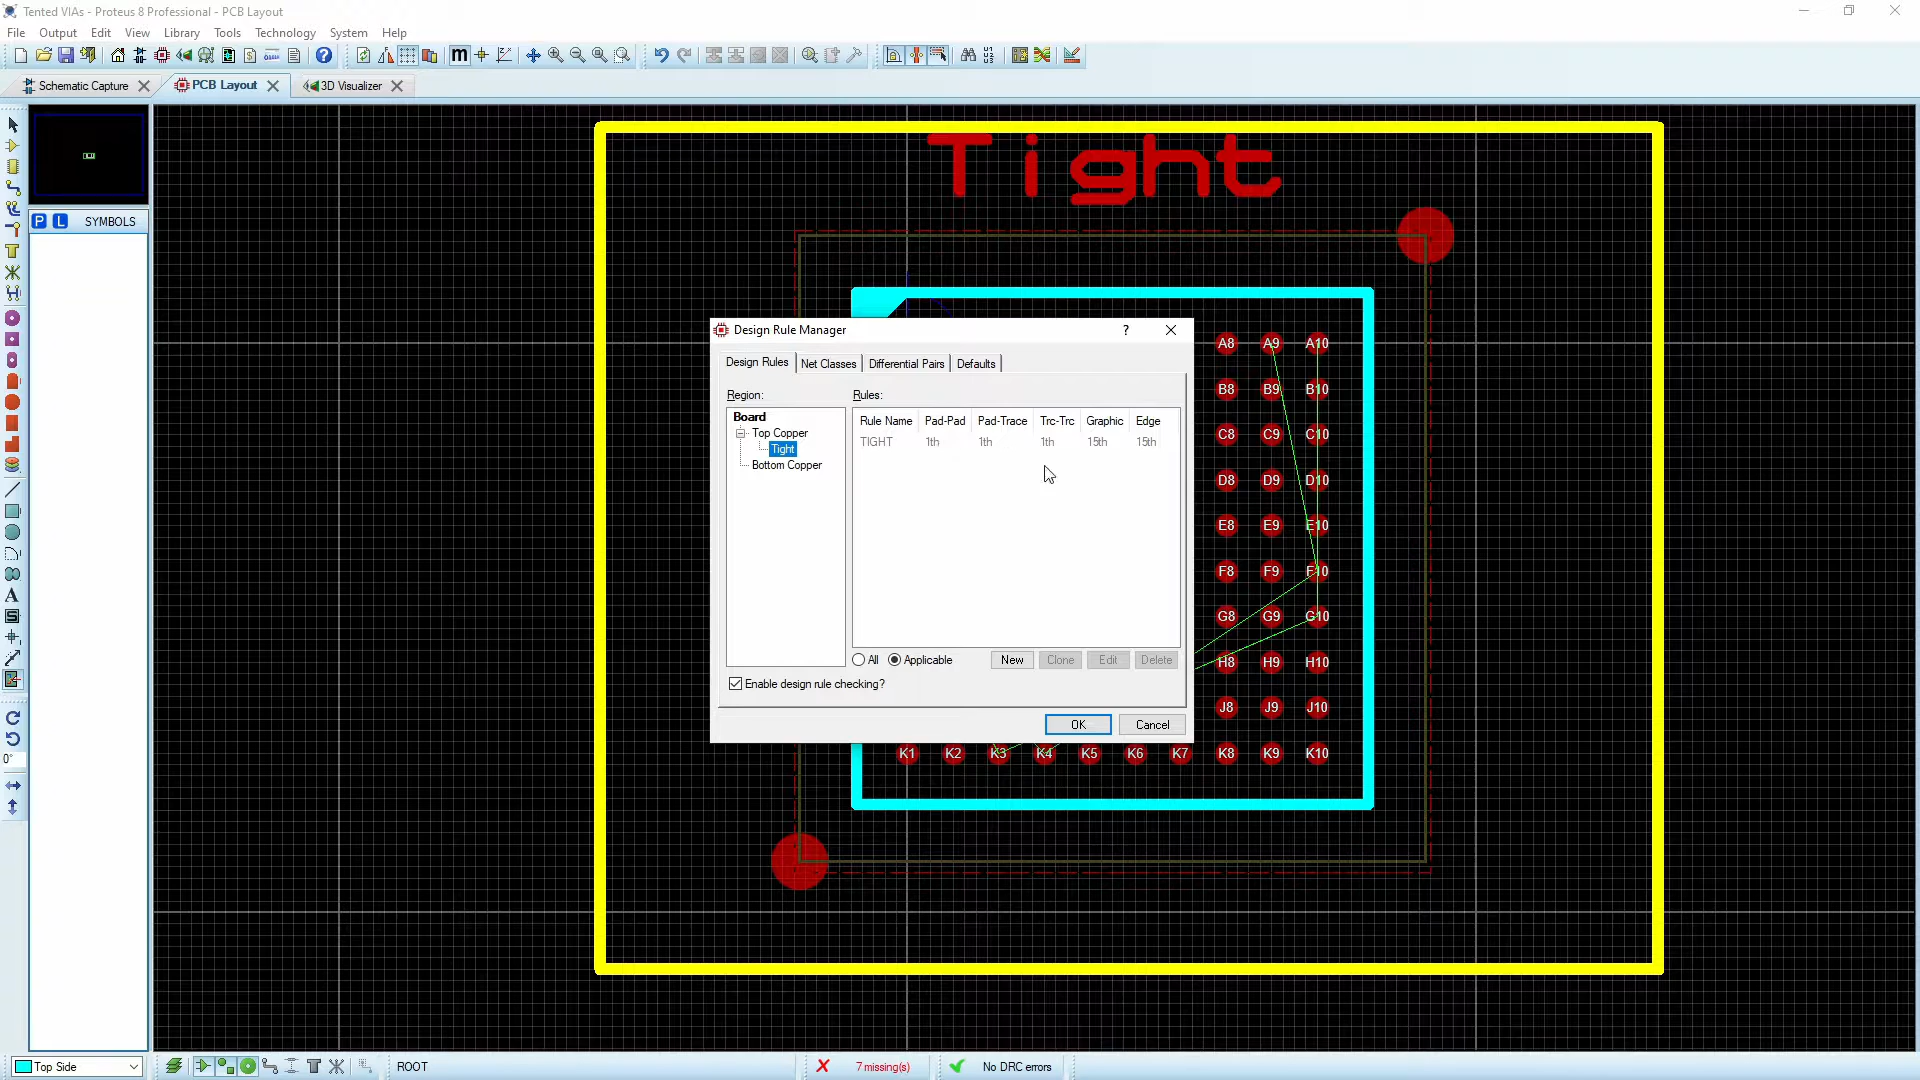 Tented VIAs - Proteus 8 Professional - PCB Layout
File Output Edit View Library Tools Technology System Help
Schematic Capture PCB Layout 3D Visualizer
P L SYMBOLS
Tight
Design Rule Manager ?
Design Rules Net Classes Differential Pairs Defaults
Region: Rules:
Board
Top Copper
Tight
Bottom Copper
Rule Name Pad-Pad Pad-Trace Trc-Trc Graphic Edge
TIGHT 1th 1th 1th 15th 15th
All Applicable New Clone Edit Delete
Enable design rule checking?
OK Cancel
A8 A9 A10
B8 B9 B10
C8 C9 C10
D8 D9 D10
E8 E9 E10
F8 F9 F10
G8 G9 G10
H8 H9 H10
J8 J9 J10
K1 K2 K3 K4 K5 K6 K7 K8 K9 K10
0°
Top Side ROOT 7 missing(s) No DRC errors